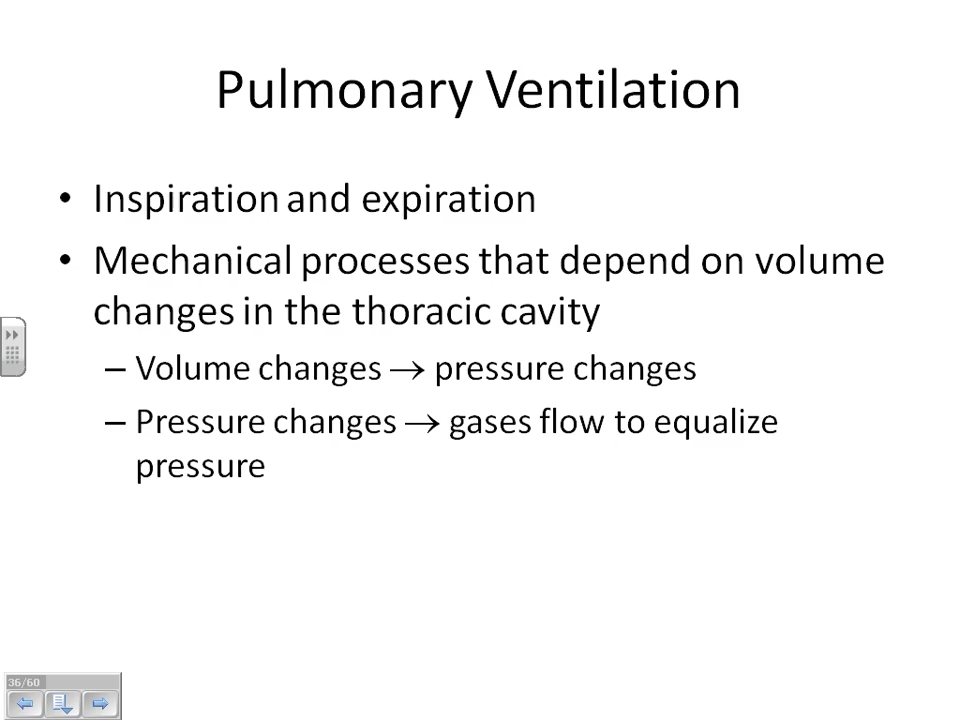 Pulmonary Ventilation
• Inspiration and expiration
• Mechanical processes that depend on volume
changes in the thoracic cavity
– Volume changes → pressure changes
– Pressure changes → gases flow to equalize
pressure
36/60